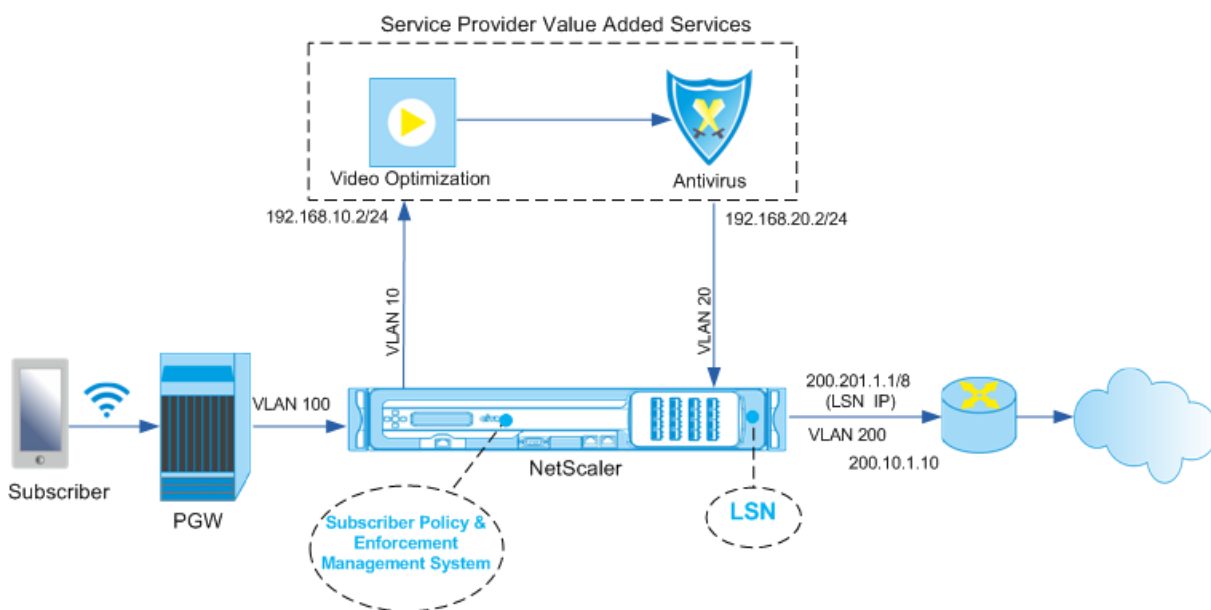 Service Provider Value Added Services
Video Optimization
Antivirus
192.168.10.2/24
192.168.20.2/24
VLAN 10
VLAN 20
VLAN 100
200.201.1.1/8
(LSN IP)
VLAN 200
200.10.1.10
NetScaler
Subscriber
PGW
Subscriber Policy &
Enforcement
Management System
LSN